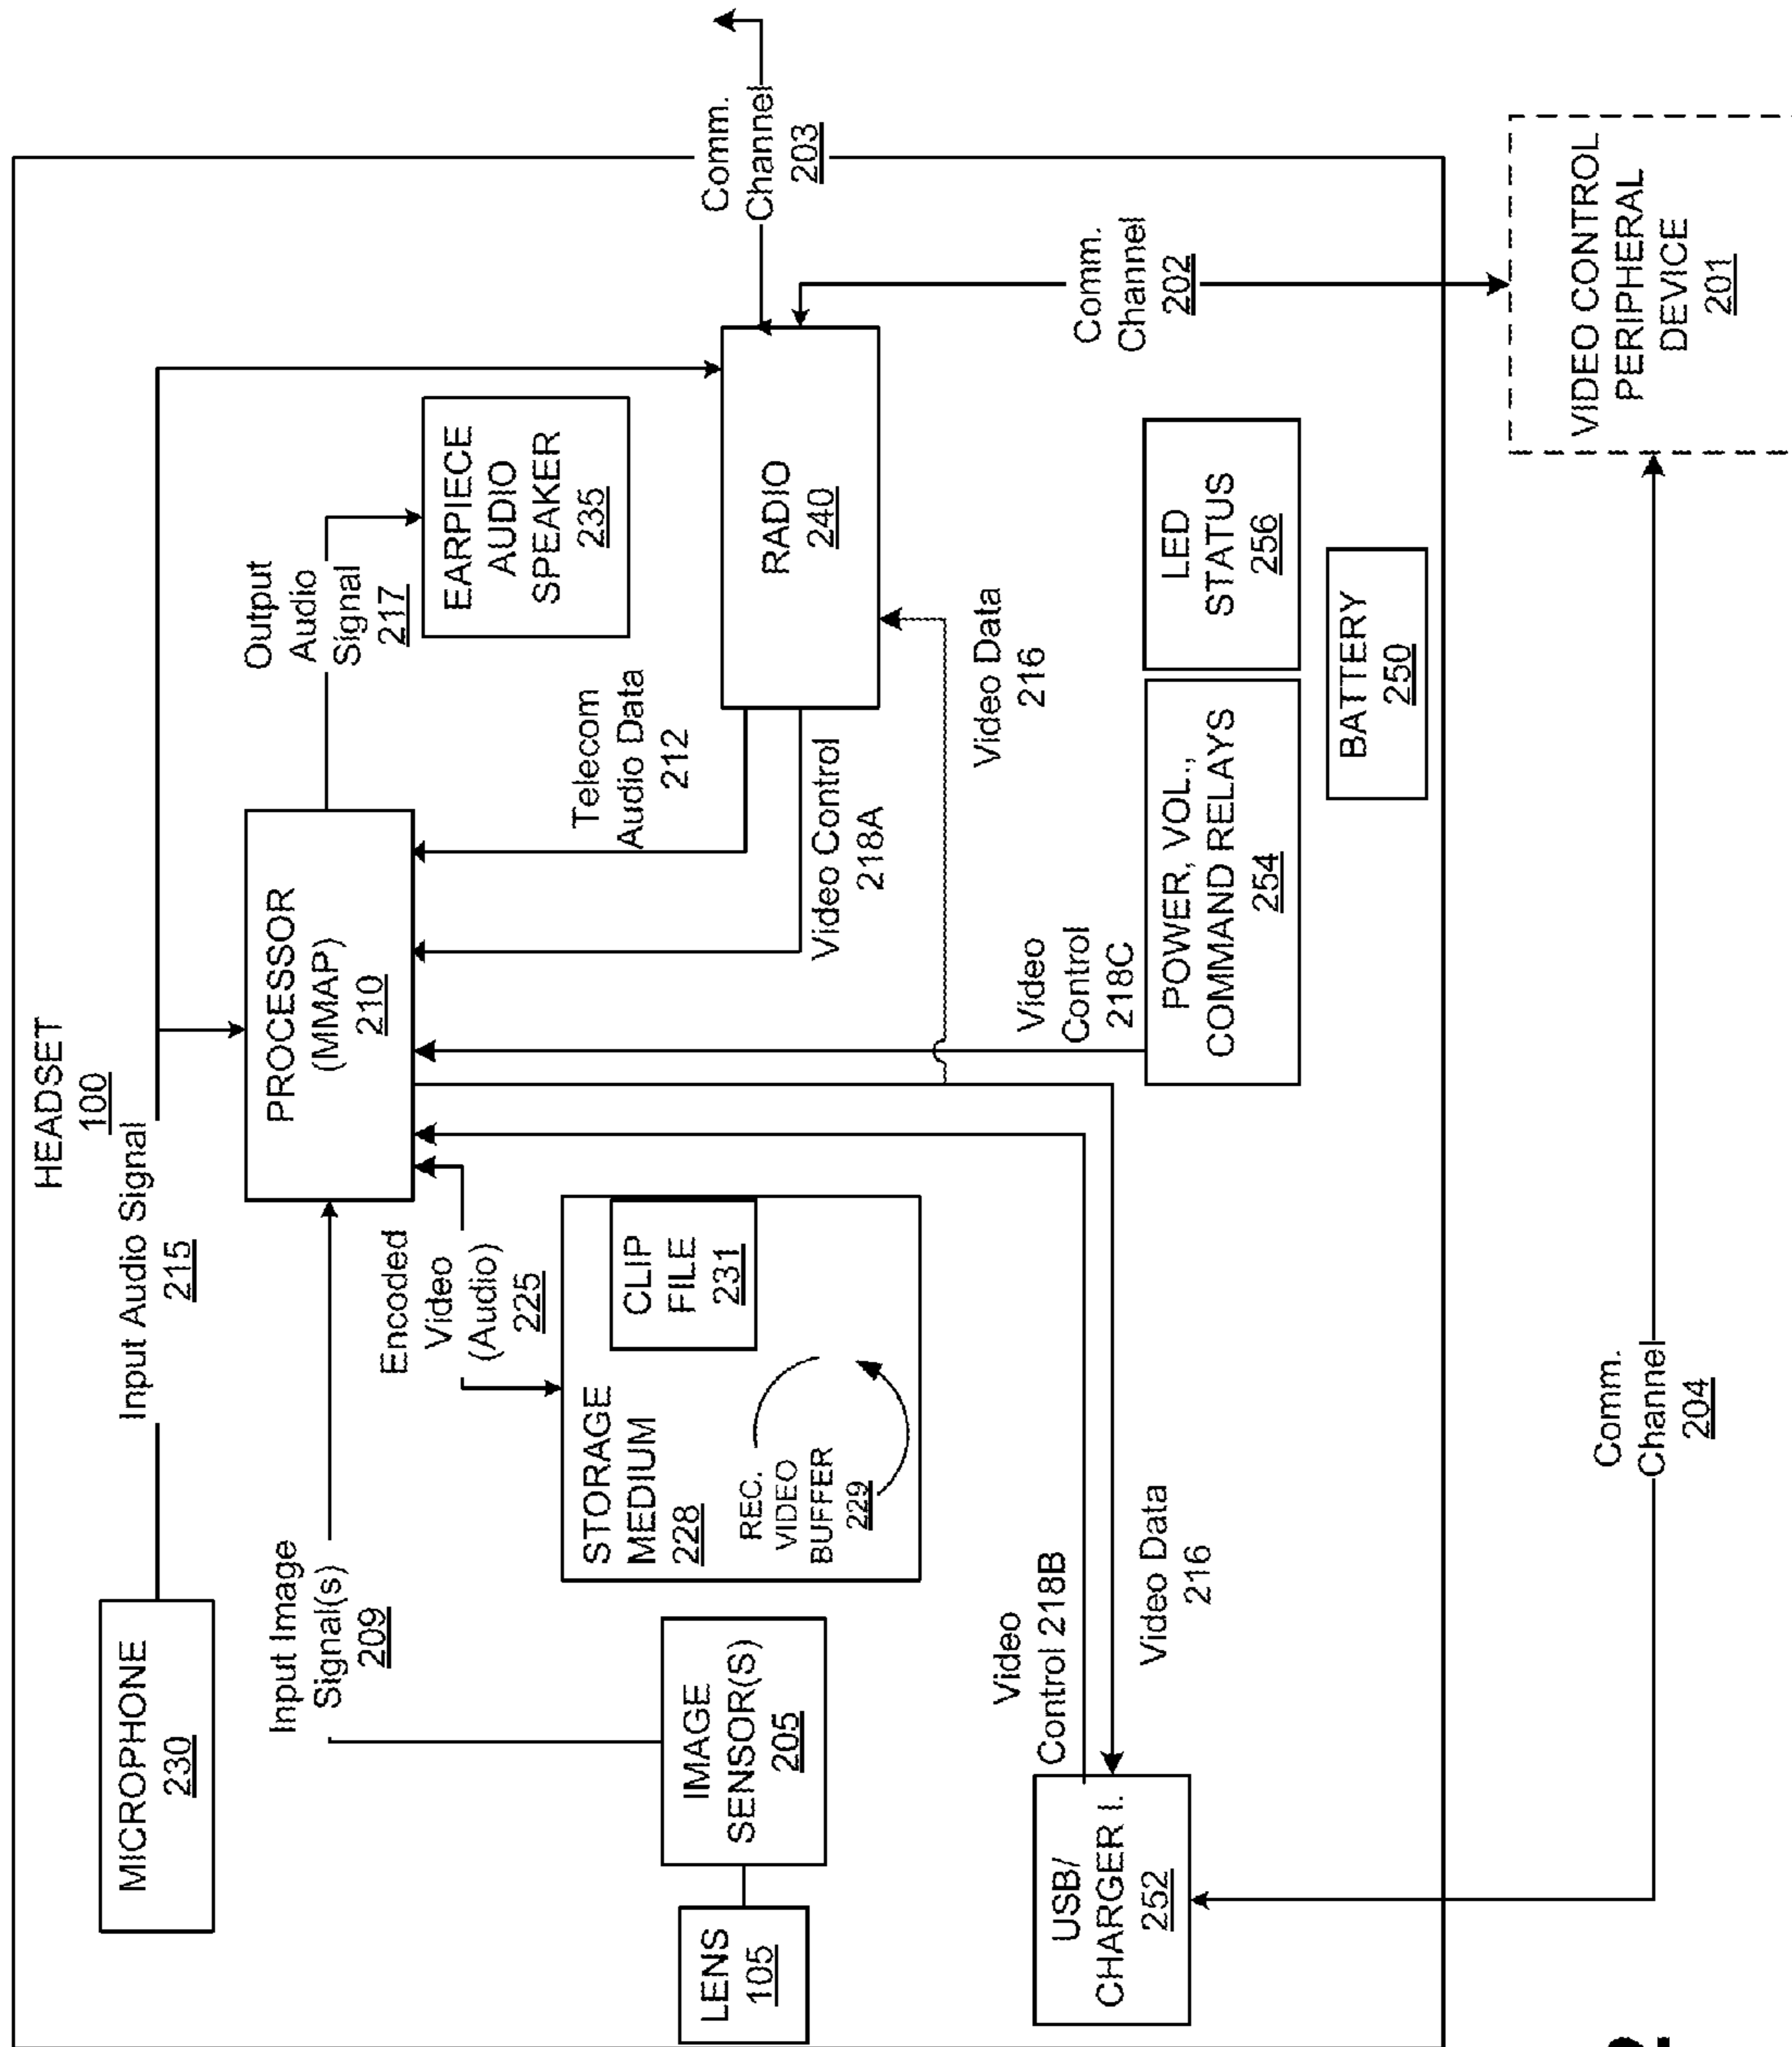 HEADSET
100
MICROPHONE
230
Input Audio Signal
215
Input Image
Signal(s)
209
PROCESSOR
(MMAP)
210
Output
Audio
Signal
217
EARPIECE
AUDIO
SPEAKER
235
Comm.
Channel
203
Encoded
Video
(Audio)
225
STORAGE
MEDIUM
228
CLIP
FILE
231
REC.
VIDEO
BUFFER
229
Telecom
Audio Data
212
Video Control
218A
RADIO
240
LENS
105
IMAGE
SENSOR(S)
205
Video Data
216
Comm.
Channel
202
Video
Control 218B
Video Data
216
Video
Control
218C
USB/
CHARGER I.
252
POWER, VOL.,
COMMAND RELAYS
254
LED
STATUS
256
BATTERY
250
Comm.
Channel
204
VIDEO CONTROL
PERIPHERAL
DEVICE
201